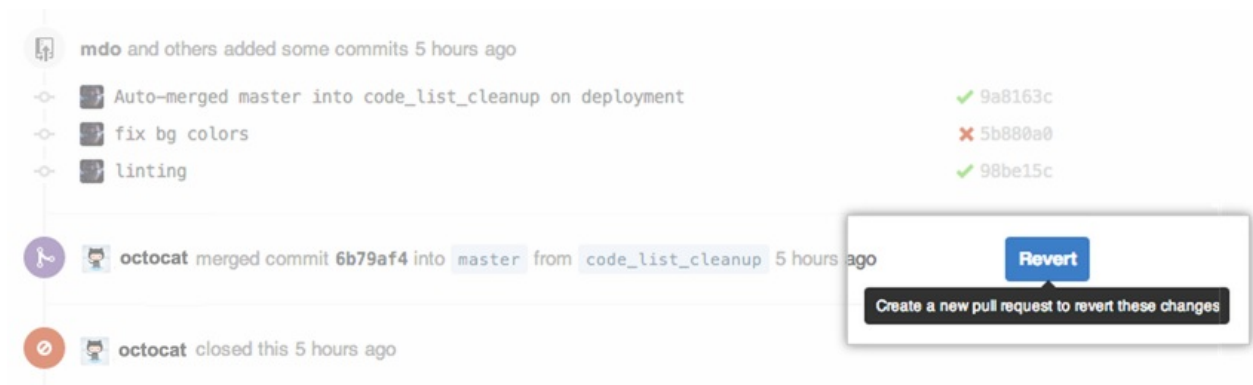 mdo and others added some commits 5 hours ago
Auto-merged master into code_list_cleanup on deployment 9a8163c
fix bg colors 5b880a0
linting 98be15c
octocat merged commit 6b79af4 into master from code_list_cleanup 5 hours ago Revert
Create a new pull request to revert these changes
octocat closed this 5 hours ago